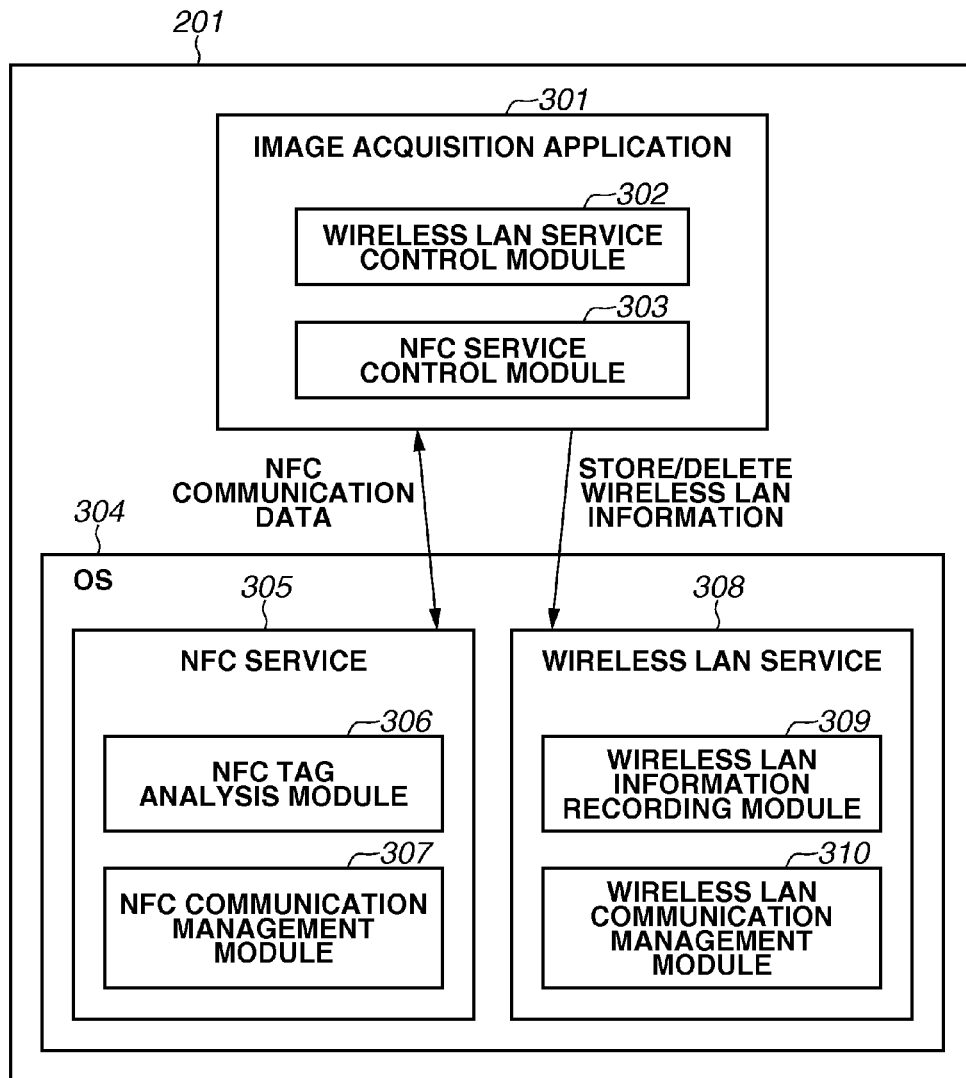 201
301
IMAGE ACQUISITION APPLICATION
302
WIRELESS LAN SERVICE
CONTROL MODULE
303
NFC SERVICE
CONTROL MODULE
NFC
COMMUNICATION
DATA
STORE/DELETE
WIRELESS LAN
INFORMATION
304
OS
305
NFC SERVICE
306
NFC TAG
ANALYSIS MODULE
307
NFC COMMUNICATION
MANAGEMENT
MODULE
308
WIRELESS LAN SERVICE
309
WIRELESS LAN
INFORMATION
RECORDING MODULE
310
WIRELESS LAN
COMMUNICATION
MANAGEMENT
MODULE